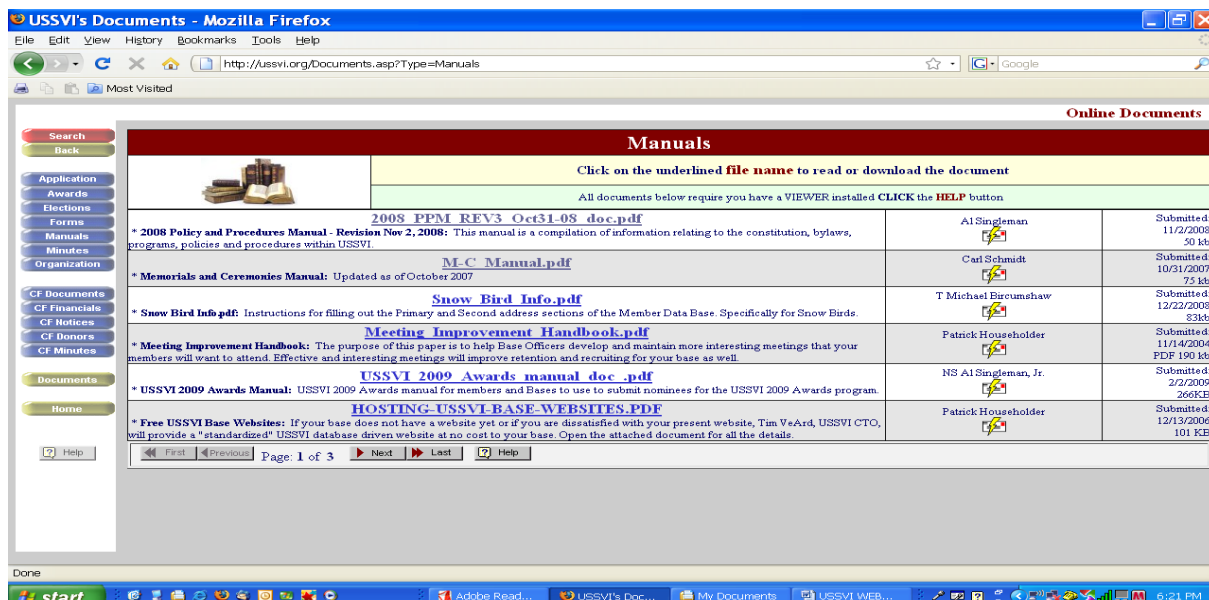 USSVI's Documents - Mozilla Firefox
File Edit View History Bookmarks Tools Help
http://ussvi.org/Documents.asp?Type=Manuals
G Google
Most Visited
Online Documents
Search
Back
Application
Awards
Elections
Forms
Manuals
Minutes
Organization
CF Documents
CF Financials
CF Notices
CF Donors
CF Minutes
Documents
Home
? Help
Manuals
Click on the underlined file name to read or download the document
All documents below require you have a VIEWER installed CLICK the HELP button
2008 PPM REV3 Oct31-08 doc.pdf
* 2008 Policy and Procedures Manual - Revision Nov 2, 2008: This manual is a compilation of information relating to the constitution, bylaws,
programs, policies and procedures within USSVI.
Al Singleman
Submitted:
11/2/2008
50 kb
M-C Manual.pdf
* Memorials and Ceremonies Manual: Updated as of October 2007
Carl Schmidt
Submitted:
10/31/2007
75 kb
Snow Bird Info.pdf
* Snow Bird Info.pdf: Instructions for filling out the Primary and Second address sections of the Member Data Base. Specifically for Snow Birds.
T Michael Bircumshaw
Submitted:
12/22/2008
83kb
Meeting Improvement Handbook.pdf
* Meeting Improvement Handbook: The purpose of this paper is to help Base Officers develop and maintain more interesting meetings that your
members will want to attend. Effective and interesting meetings will improve retention and recruiting for your base as well.
Patrick Householder
Submitted:
11/14/2004
PDF 190 kb
USSVI 2009 Awards manual doc .pdf
* USSVI 2009 Awards Manual: USSVI 2009 Awards manual for members and Bases to use to submit nominees for the USSVI 2009 Awards program.
NS Al Singleman, Jr.
Submitted:
2/2/2009
266KB
HOSTING-USSVI-BASE-WEBSITES.PDF
* Free USSVI Base Websites: If your base does not have a website yet or if you are dissatisfied with your present website, Tim VeArd, USSVI CTO,
will provide a "standardized" USSVI database driven website at no cost to your base. Open the attached document for all the details.
Patrick Householder
Submitted:
12/13/2006
101 KB
First Previous Page: 1 of 3 Next Last ? Help
Done
start Adobe Read... USSVI's Doc... My Documents USSVI WEB... 6:21 PM